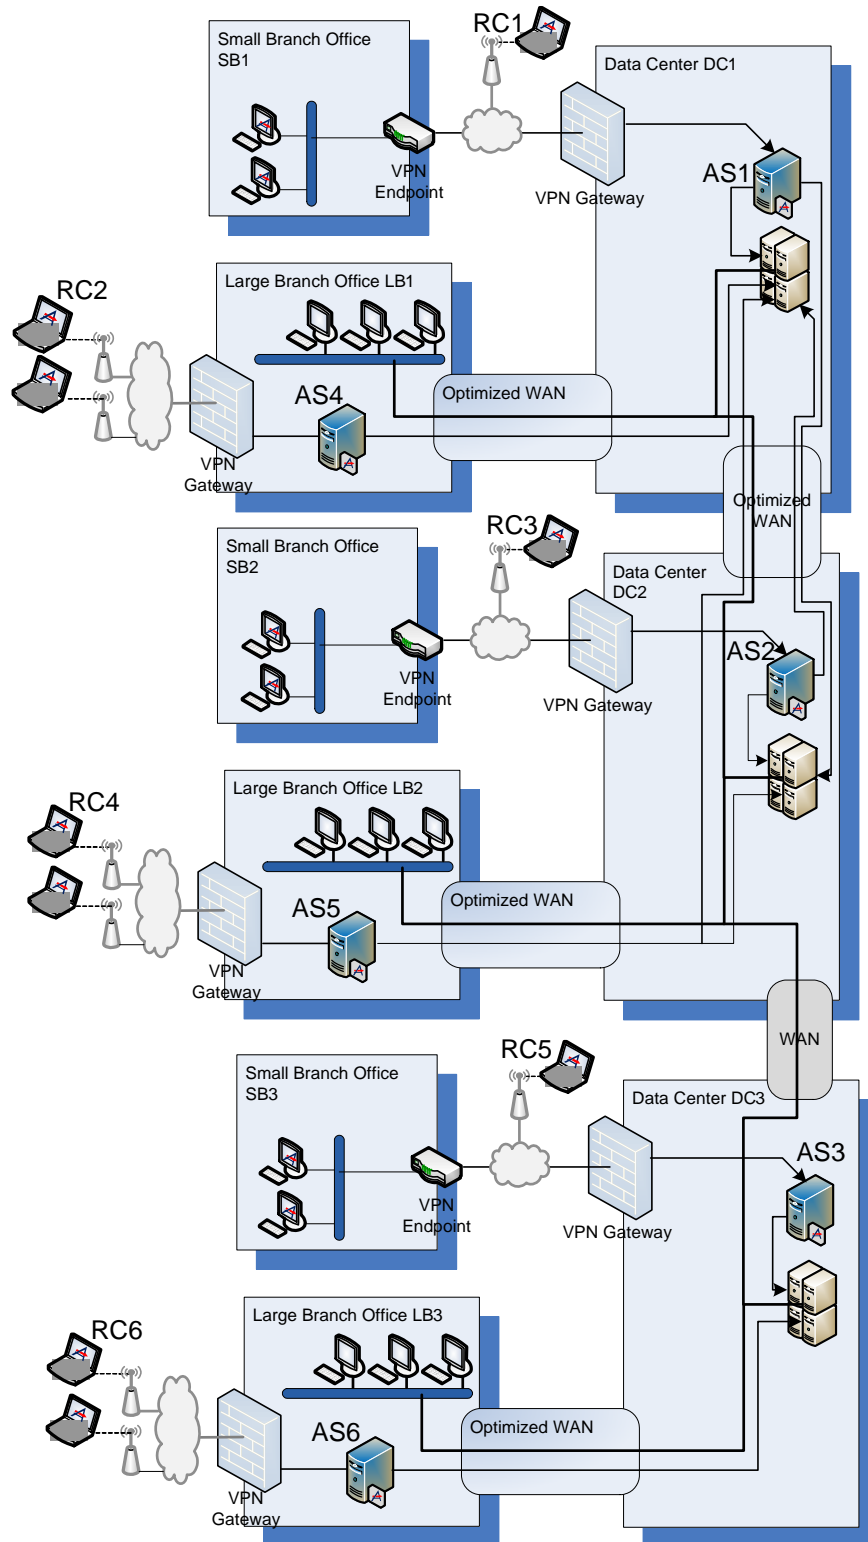 RC1
Small Branch Office
SB1
VPN
Endpoint
VPN Gateway
Data Center DC1
AS1
RC2
Large Branch Office LB1
AS4
VPN
Gateway
Optimized WAN
Optimized
WAN
RC3
Small Branch Office
SB2
VPN
Endpoint
VPN Gateway
Data Center
DC2
AS2
RC4
Large Branch Office LB2
AS5
VPN
Gateway
Optimized WAN
WAN
RC5
Small Branch Office
SB3
VPN
Endpoint
VPN Gateway
Data Center DC3
AS3
RC6
Large Branch Office LB3
AS6
VPN
Gateway
Optimized WAN